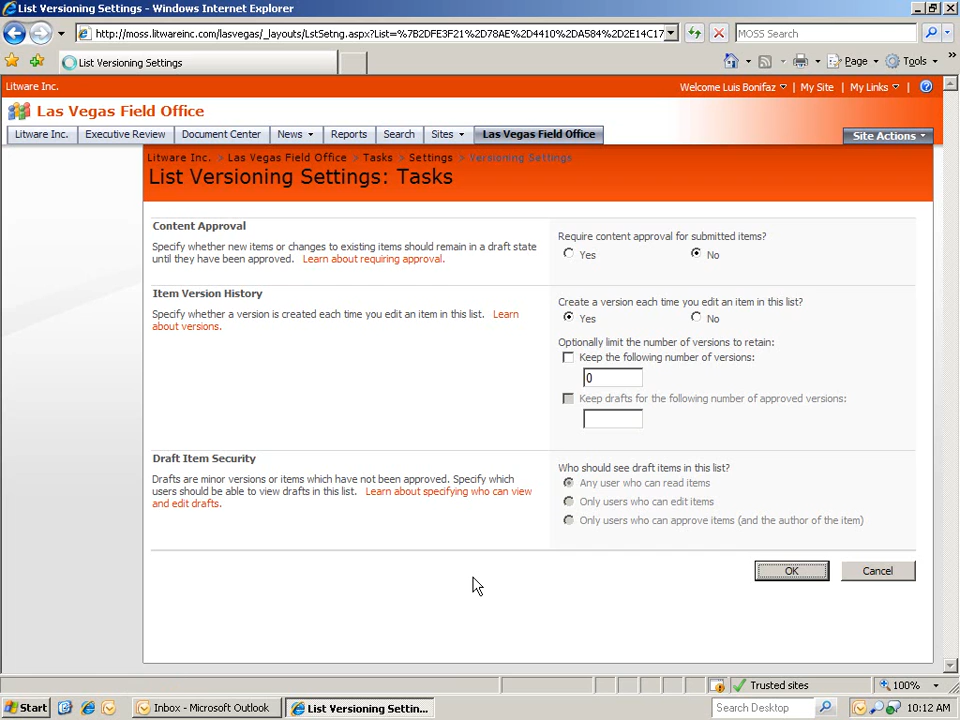 List Versioning Settings - Windows Internet Explorer
http://moss.litwareinc.com/lasvegas/_layouts/LstSetng.aspx?List=%7B2DFE3F21%2D78AE%2D4410%2DA584%2D2E14C17
MOSS Search
List Versioning Settings
Page
Tools
Litware Inc.
Welcome Luis Bonifaz
My Site
My Links
Las Vegas Field Office
Litware Inc.
Executive Review
Document Center
News
Reports
Search
Sites
Las Vegas Field Office
Site Actions
Litware Inc. > Las Vegas Field Office > Tasks > Settings > Versioning Settings
List Versioning Settings: Tasks
Content Approval
Specify whether new items or changes to existing items should remain in a draft state
until they have been approved. Learn about requiring approval.
Require content approval for submitted items?
Yes
No
Item Version History
Specify whether a version is created each time you edit an item in this list. Learn
about versions.
Create a version each time you edit an item in this list?
Yes
No
Optionally limit the number of versions to retain:
Keep the following number of versions:
0
Keep drafts for the following number of approved versions:
Draft Item Security
Drafts are minor versions or items which have not been approved. Specify which
users should be able to view drafts in this list. Learn about specifying who can view
and edit drafts.
Who should see draft items in this list?
Any user who can read items
Only users who can edit items
Only users who can approve items (and the author of the item)
OK
Cancel
Trusted sites
100%
Start
Inbox - Microsoft Outlook
List Versioning Settin...
Search Desktop
10:12 AM